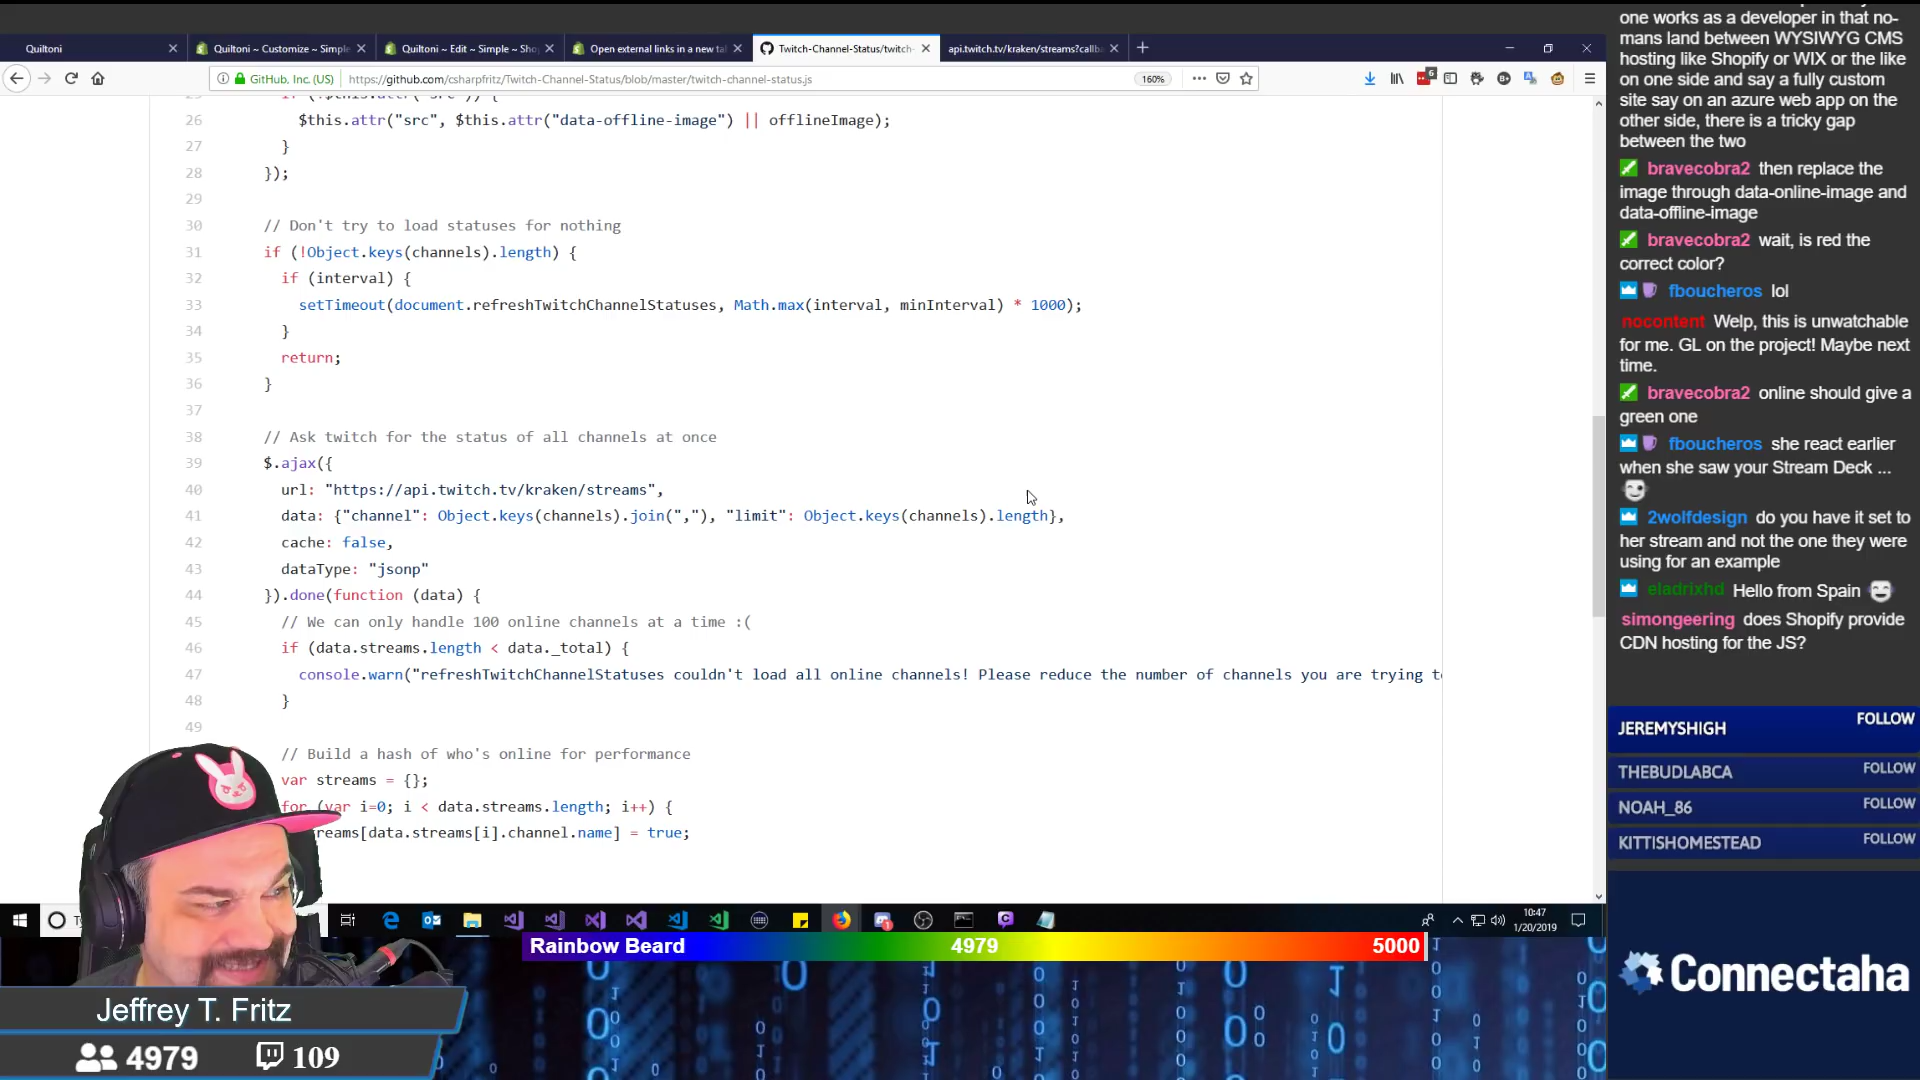 Quiltoni
Quiltoni ~ Customize ~ Simple
Quiltoni ~ Edit ~ Simple ~ Sho
Open external links in a new tab
Twitch-Channel-Status/twitch-
api.twitch.tv/kraken/streams?callb
GitHub, Inc. (US)
https://github.com/csharpfritz/Twitch-Channel-Status/blob/master/twitch-channel-status.js
160%
6
26 $this.attr("src", $this.attr("data-offline-image") || offlineImage);
27 }
28 });
29
30 // Don't try to load statuses for nothing
31 if (!Object.keys(channels).length) {
32 if (interval) {
33 setTimeout(document.refreshTwitchChannelStatuses, Math.max(interval, minInterval) * 1000);
34 }
35 return;
36 }
37
38 // Ask twitch for the status of all channels at once
39 $.ajax({
40 url: "https://api.twitch.tv/kraken/streams",
41 data: {"channel": Object.keys(channels).join(","), "limit": Object.keys(channels).length},
42 cache: false,
43 dataType: "jsonp"
44 }).done(function (data) {
45 // We can only handle 100 online channels at a time :(
46 if (data.streams.length < data._total) {
47 console.warn("refreshTwitchChannelStatuses couldn't load all online channels! Please reduce the number of channels you are trying t
48 }
49
// Build a hash of who's online for performance
var streams = {};
for (var i=0; i < data.streams.length; i++) {
reams[data.streams[i].channel.name] = true;
one works as a developer in that no-
mans land between WYSIWYG CMS
hosting like Shopify or WIX or the like
on one side and say a fully custom
site say on an azure web app on the
other side, there is a tricky gap
between the two
bravecobra2 then replace the
image through data-online-image and
data-offline-image
bravecobra2 wait, is red the
correct color?
fboucheros lol
nocontent Welp, this is unwatchable
for me. GL on the project! Maybe next
time.
bravecobra2 online should give a
green one
fboucheros she react earlier
when she saw your Stream Deck ...
2wolfdesign do you have it set to
her stream and not the one they were
using for an example
eladrixhd Hello from Spain
simongeering does Shopify provide
CDN hosting for the JS?
JEREMYSHIGH FOLLOW
THEBUDLABCA FOLLOW
NOAH_86 FOLLOW
KITTISHOMESTEAD FOLLOW
Connectaha
10:47
1/20/2019
Rainbow Beard 4979 5000
Jeffrey T. Fritz
4979 109